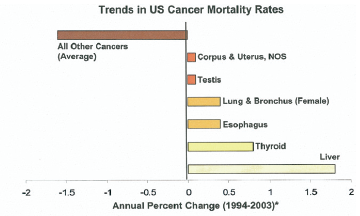 Trends in US Cancer Mortality Rates
All Other Cancers
(Average)
Corpus & Uterus, NOS
Testis
Lung & Bronchus (Female)
Esophagus
Thyroid
Liver
-2 -1.5 -1 -0.5 0 0.5 1 1.5 2
Annual Percent Change (1994-2003)*